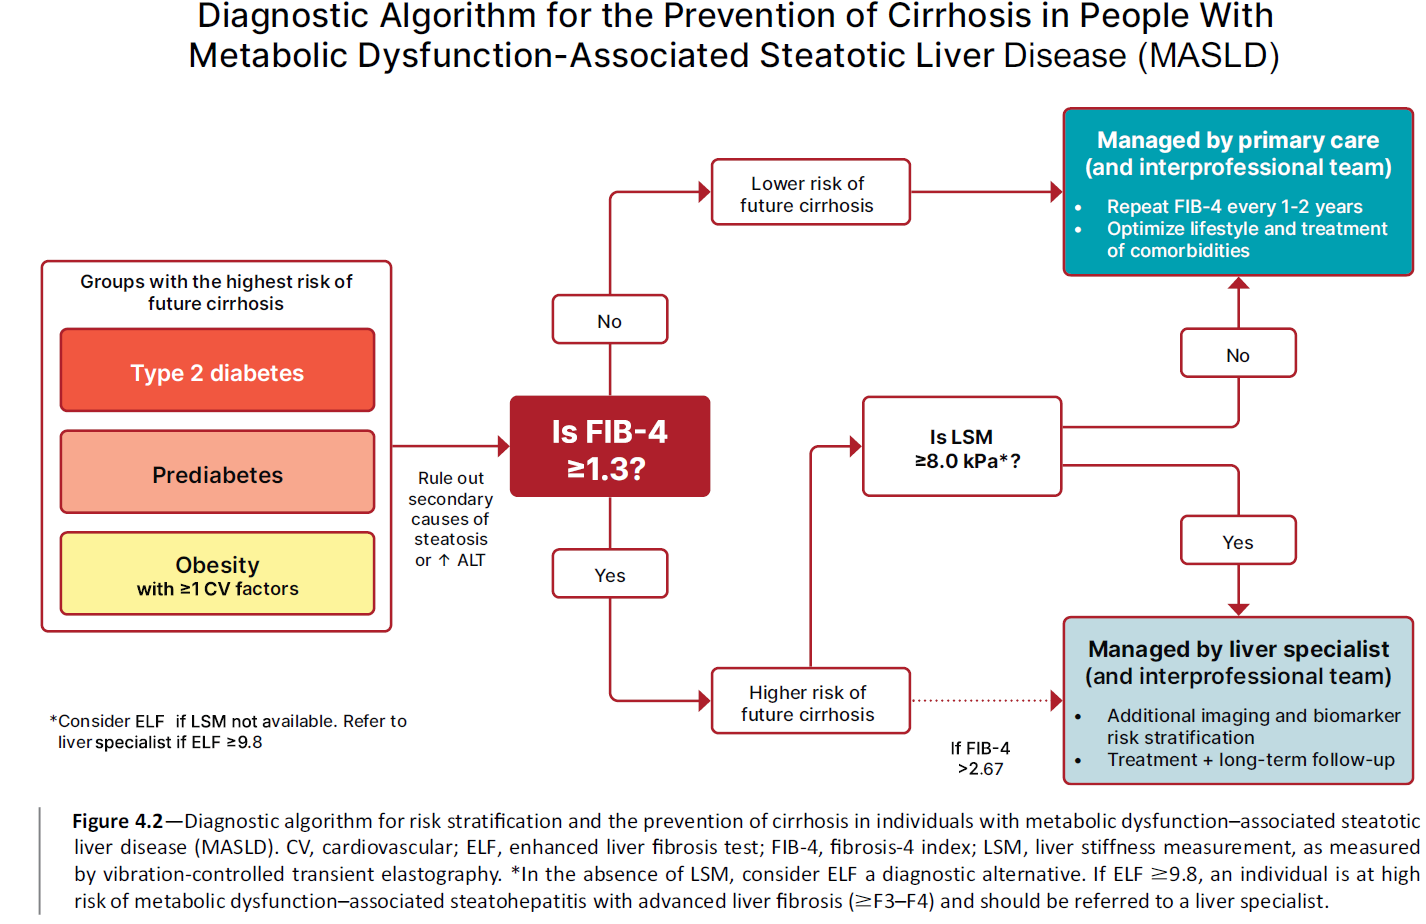 Diagnostic Algorithm for the Prevention of Cirrhosis in People With
Metabolic Dysfunction-Associated Steatotic Liver Disease (MASLD)
Groups with the highest risk of
future cirrhosis
Type 2 diabetes
Prediabetes
Obesity
with ≥1 CV factors
Rule out
secondary
causes of
steatosis
or ↑ ALT
Is FIB-4
≥1.3?
No
Lower risk of
future cirrhosis
Yes
Higher risk of
future cirrhosis
If FIB-4
>2.67
Is LSM
≥8.0 kPa*?
No
Yes
Managed by primary care
(and interprofessional team)
• Repeat FIB-4 every 1-2 years
• Optimize lifestyle and treatment
of comorbidities
Managed by liver specialist
(and interprofessional team)
• Additional imaging and biomarker
risk stratification
• Treatment + long-term follow-up
*Consider ELF if LSM not available. Refer to
liver specialist if ELF ≥9.8
Figure 4.2—Diagnostic algorithm for risk stratification and the prevention of cirrhosis in individuals with metabolic dysfunction–associated steatotic
liver disease (MASLD). CV, cardiovascular; ELF, enhanced liver fibrosis test; FIB-4, fibrosis-4 index; LSM, liver stiffness measurement, as measured
by vibration-controlled transient elastography. *In the absence of LSM, consider ELF a diagnostic alternative. If ELF ≥9.8, an individual is at high
risk of metabolic dysfunction–associated steatohepatitis with advanced liver fibrosis (≥F3–F4) and should be referred to a liver specialist.